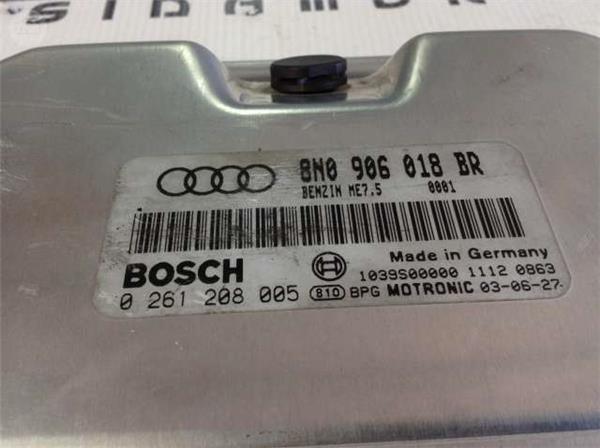 8N0 906 018 BR
BENZIN ME7.5 0001
BOSCH
Made in Germany
1039S00000 1112 0863
0 261 208 005 810 BPG MOTRONIC 03-06-27